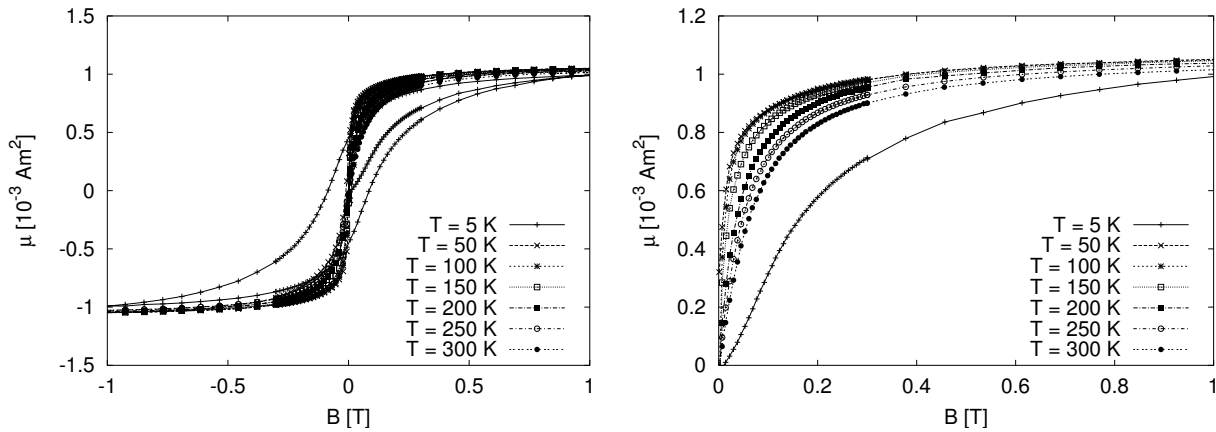 1.5
1
0.5
0
-0.5
-1
-1.5
μ [10⁻³ Am²]
-1 -0.5 0 0.5 1
B [T]
T = 5 K
T = 50 K
T = 100 K
T = 150 K
T = 200 K
T = 250 K
T = 300 K
1.2
1
0.8
0.6
0.4
0.2
0
μ [10⁻³ Am²]
0 0.2 0.4 0.6 0.8 1
B [T]
T = 5 K
T = 50 K
T = 100 K
T = 150 K
T = 200 K
T = 250 K
T = 300 K